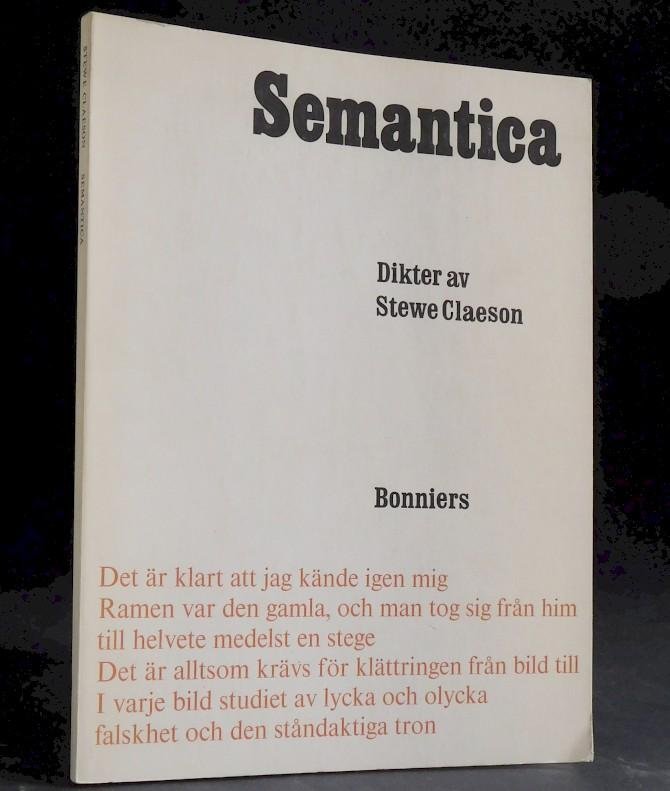 STEWE CLAESON SEMANTICA
Semantica
Dikter av
Stewe Claeson
Bonniers
Det är klart att jag kände igen mig
Ramen var den gamla, och man tog sig från him
till helvete medelst en stege
Det är alltsom krävs för klättringen från bild till
I varje bild studiet av lycka och olycka
falskhet och den ståndaktiga tron